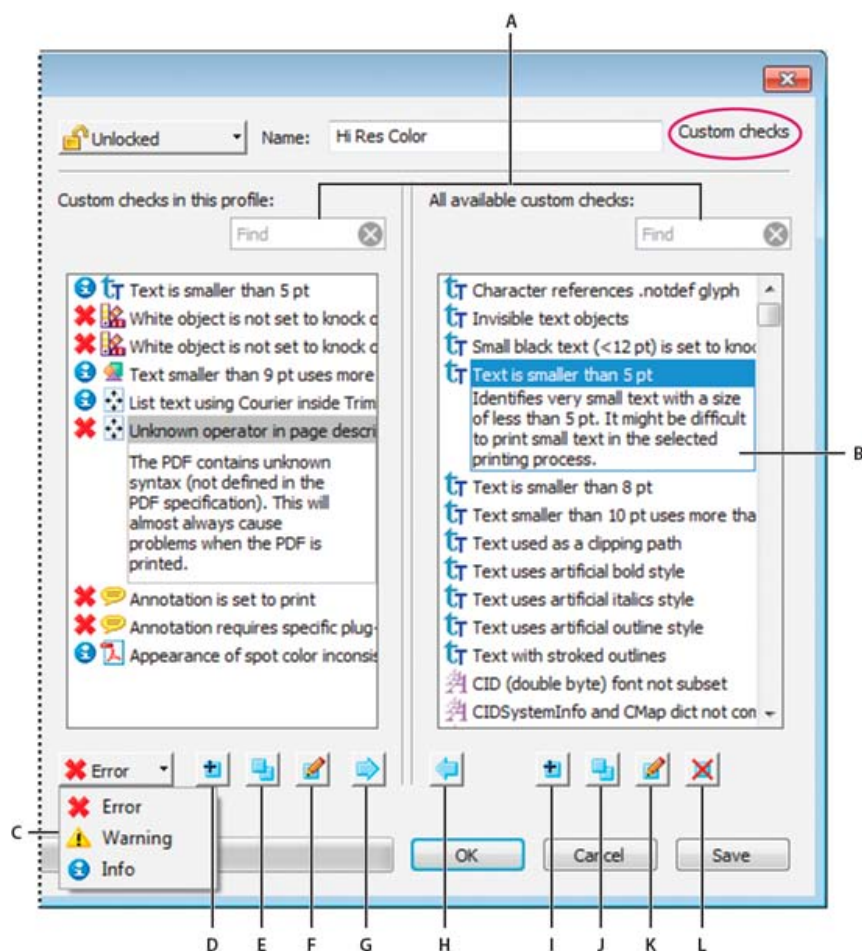 A
Unlocked Name: Hi Res Color Custom checks
Custom checks in this profile: All available custom checks:
Find Find
Text is smaller than 5 pt
White object is not set to knock o
White object is not set to knock o
Text smaller than 9 pt uses more
List text using Courier inside Trim
Unknown operator in page descri
The PDF contains unknown
syntax (not defined in the
PDF specification). This will
almost always cause
problems when the PDF is
printed.
Annotation is set to print
Annotation requires specific plug-
Appearance of spot color inconsis
Character references .notdef glyph
Invisible text objects
Small black text (<12 pt) is set to knoc
Text is smaller than 5 pt
Identifies very small text with a size
of less than 5 pt. It might be difficult
to print small text in the selected
printing process.
B
Text is smaller than 8 pt
Text smaller than 10 pt uses more tha
Text used as a clipping path
Text uses artificial bold style
Text uses artificial italics style
Text uses artificial outline style
Text with stroked outlines
CID (double byte) font not subset
CIDSystemInfo and CMap dict not com
Error
Error
C Warning
Info
OK Cancel Save
D E F G H I J K L